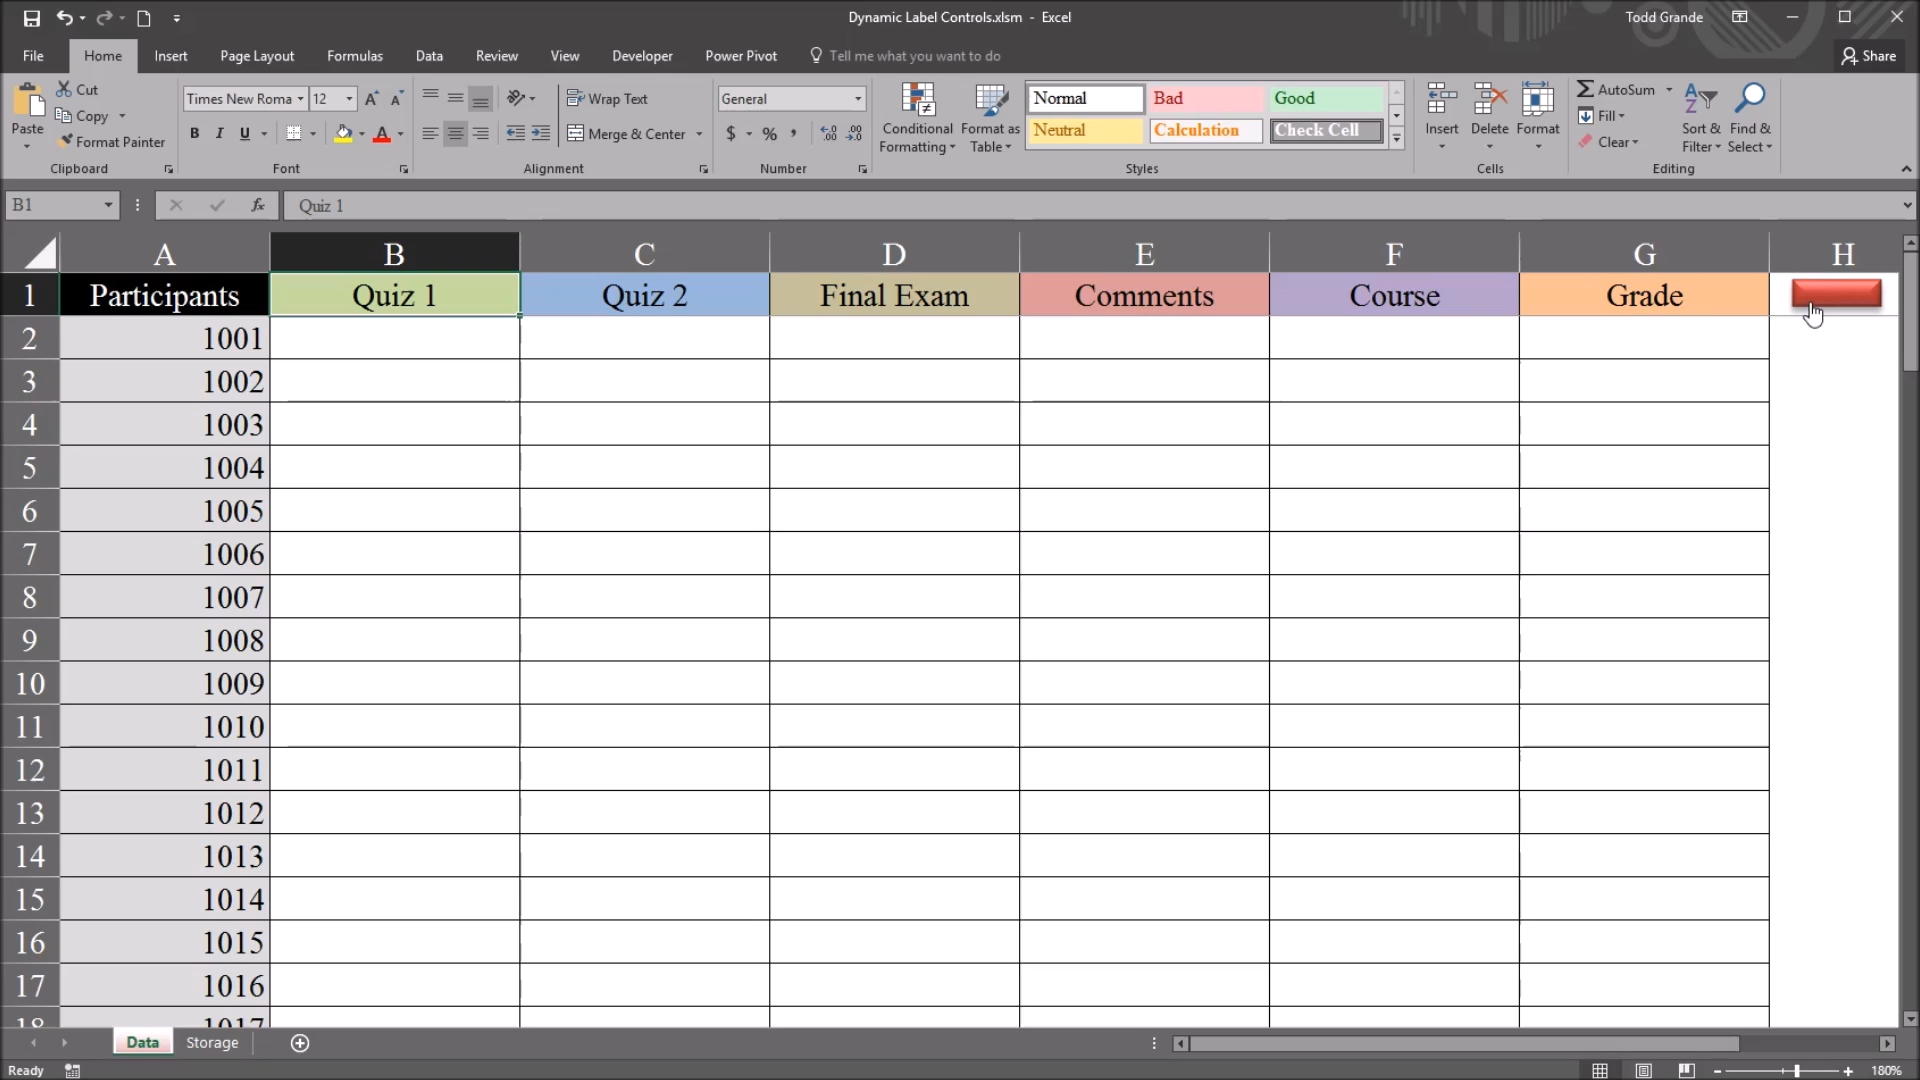 Dynamic Label Controls.xlsm - Excel
Todd Grande
File Home Insert Page Layout Formulas Data Review View Developer Power Pivot Tell me what you want to do Share
Paste
Cut
Copy
Format Painter
Clipboard
Times New Roma 12
B I U
Font
Wrap Text
Merge & Center
Alignment
General
$ % ,
Number
Conditional Formatting
Format as Table
Normal Bad Good
Neutral Calculation Check Cell
Styles
Insert Delete Format
Cells
AutoSum
Fill
Clear
Sort & Filter
Find & Select
Editing
B1 fx Quiz 1
A B C D E F G H
1 Participants Quiz 1 Quiz 2 Final Exam Comments Course Grade
2 1001
3 1002
4 1003
5 1004
6 1005
7 1006
8 1007
9 1008
10 1009
11 1010
12 1011
13 1012
14 1013
15 1014
16 1015
17 1016
18 1017
Data Storage
Ready 180%